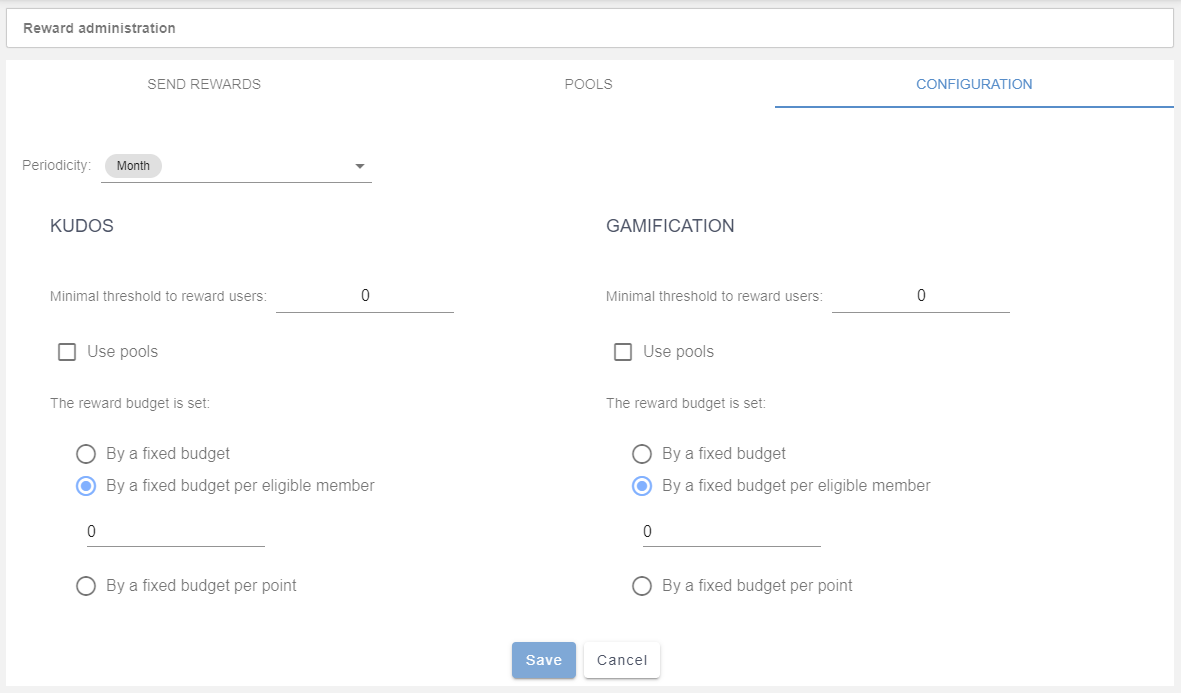 Reward administration
SEND REWARDS POOLS CONFIGURATION
Periodicity: Month
KUDOS GAMIFICATION
Minimal threshold to reward users: 0 Minimal threshold to reward users: 0
Use pools Use pools
The reward budget is set: The reward budget is set:
By a fixed budget By a fixed budget
By a fixed budget per eligible member By a fixed budget per eligible member
0 0
By a fixed budget per point By a fixed budget per point
Save Cancel